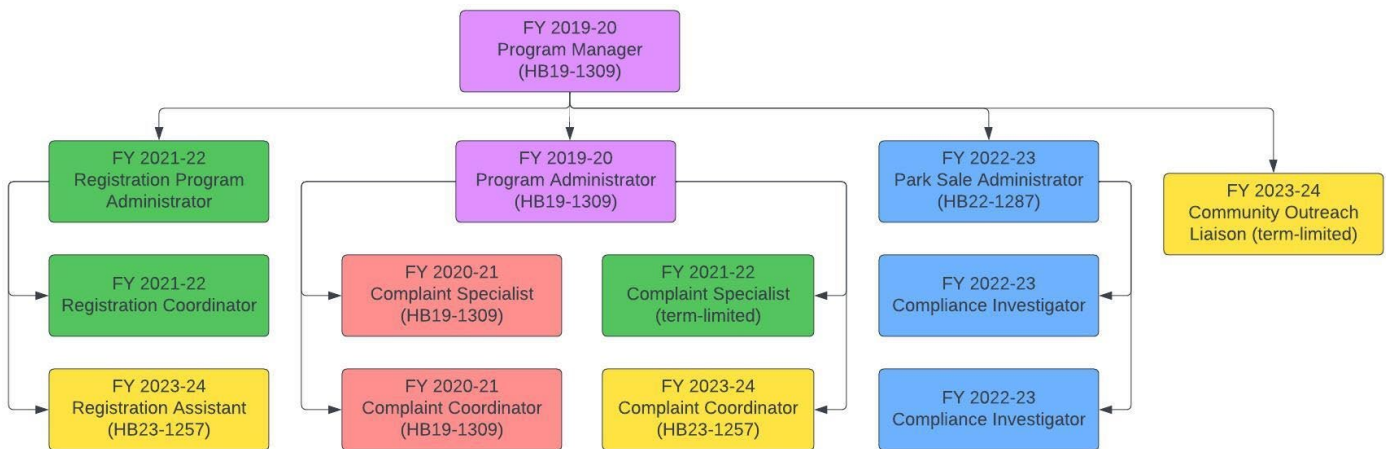 FY 2019-20
Program Manager
(HB19-1309)
FY 2021-22
Registration Program
Administrator
FY 2019-20
Program Administrator
(HB19-1309)
FY 2022-23
Park Sale Administrator
(HB22-1287)
FY 2023-24
Community Outreach
Liaison (term-limited)
FY 2021-22
Registration Coordinator
FY 2020-21
Complaint Specialist
(HB19-1309)
FY 2021-22
Complaint Specialist
(term-limited)
FY 2022-23
Compliance Investigator
FY 2023-24
Registration Assistant
(HB23-1257)
FY 2020-21
Complaint Coordinator
(HB19-1309)
FY 2023-24
Complaint Coordinator
(HB23-1257)
FY 2022-23
Compliance Investigator